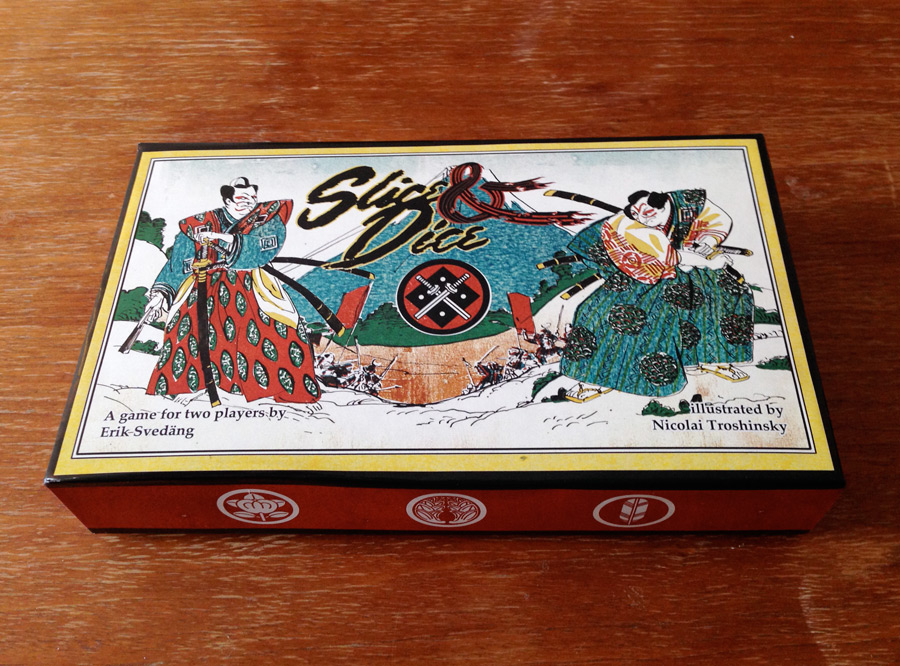 Slice &
Dice
A game for two players by
Erik Svedäng
illustrated by
Nicolai Troshinsky